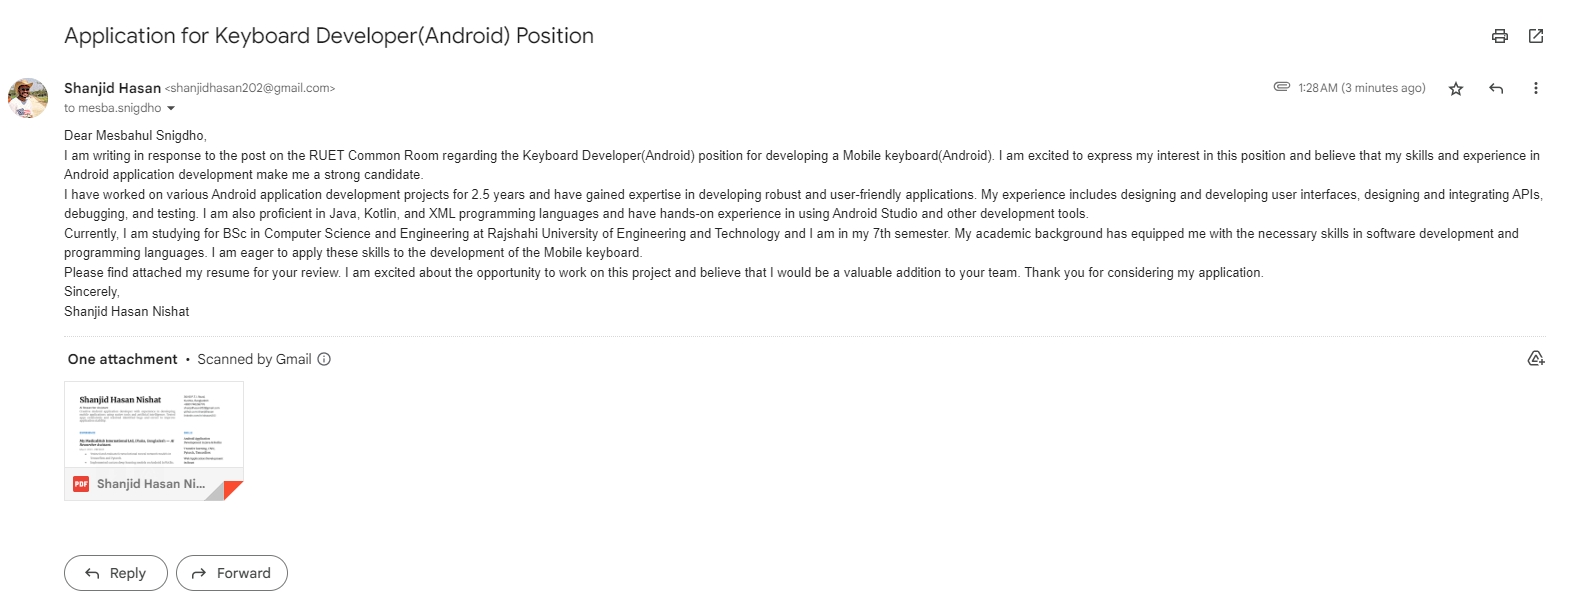 Application for Keyboard Developer(Android) Position
Shanjid Hasan <shanjidhasan202@gmail.com>
1:28 AM (3 minutes ago)
to mesba.snigdho
Dear Mesbahul Snigdho,
I am writing in response to the post on the RUET Common Room regarding the Keyboard Developer(Android) position for developing a Mobile keyboard(Android). I am excited to express my interest in this position and believe that my skills and experience in
Android application development make me a strong candidate.
I have worked on various Android application development projects for 2.5 years and have gained expertise in developing robust and user-friendly applications. My experience includes designing and developing user interfaces, designing and integrating APIs,
debugging, and testing. I am also proficient in Java, Kotlin, and XML programming languages and have hands-on experience in using Android Studio and other development tools.
Currently, I am studying for BSc in Computer Science and Engineering at Rajshahi University of Engineering and Technology and I am in my 7th semester. My academic background has equipped me with the necessary skills in software development and
programming languages. I am eager to apply these skills to the development of the Mobile keyboard.
Please find attached my resume for your review. I am excited about the opportunity to work on this project and believe that I would be a valuable addition to your team. Thank you for considering my application.
Sincerely,
Shanjid Hasan Nishat
One attachment • Scanned by Gmail
Shanjid Hasan Nishat
PDF Shanjid Hasan Ni...
Reply
Forward